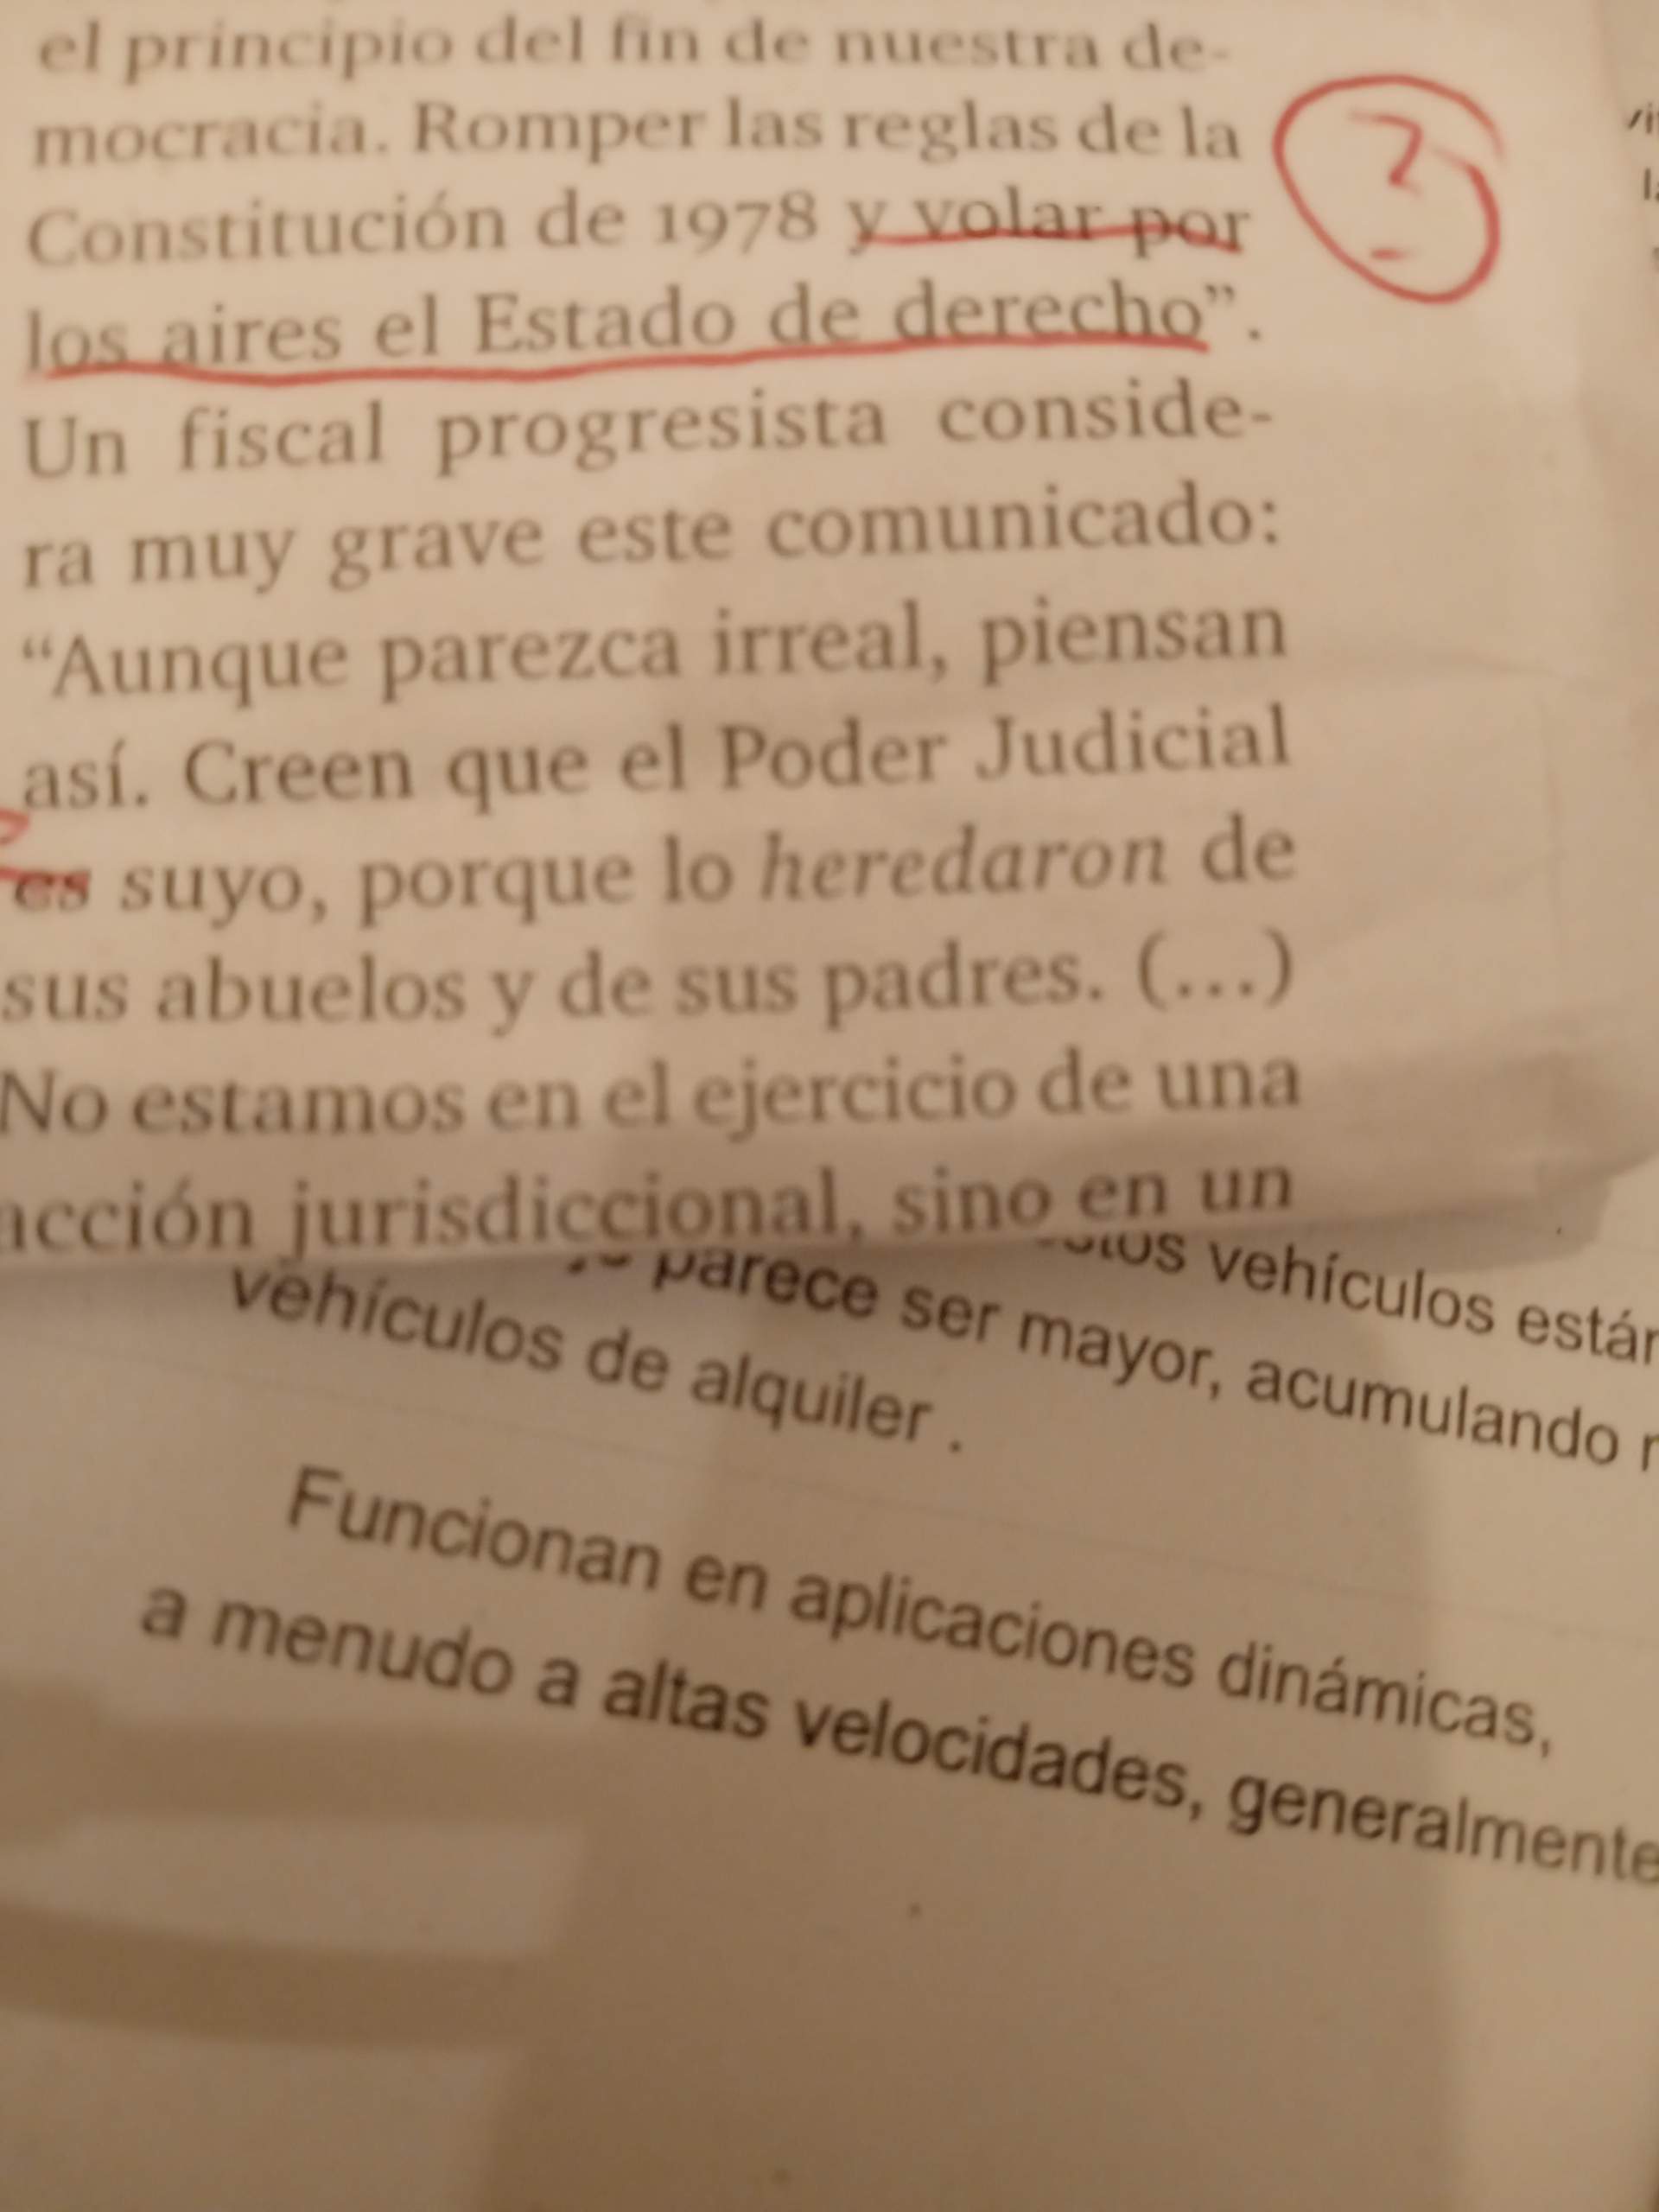 el principio del fin de nuestra de-
mocracia. Romper las reglas de la
Constitución de 1978 y volar por
los aires el Estado de derecho”.
Un fiscal progresista conside-
ra muy grave este comunicado:
“Aunque parezca irreal, piensan
así. Creen que el Poder Judicial
es suyo, porque lo heredaron de
sus abuelos y de sus padres. (...)
No estamos en el ejercicio de una
acción jurisdiccional, sino en un
?
vehículos están
parece ser mayor, acumulando
vehículos de alquiler .
Funcionan en aplicaciones dinámicas,
a menudo a altas velocidades, generalmente